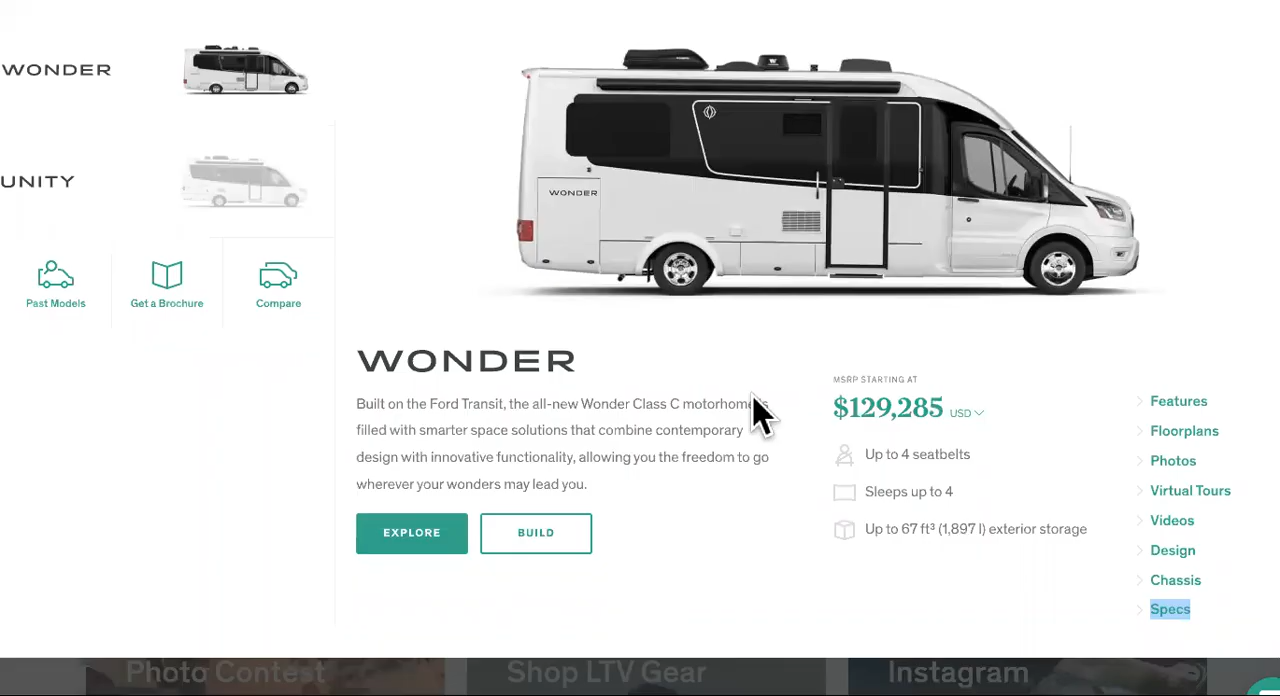 WONDER
UNITY
Past Models
Get a Brochure
Compare
WONDER
WONDER
Built on the Ford Transit, the all-new Wonder Class C motorhome is
filled with smarter space solutions that combine contemporary
design with innovative functionality, allowing you the freedom to go
wherever your wonders may lead you.
EXPLORE
BUILD
MSRP STARTING AT
$129,285 USD
Up to 4 seatbelts
Sleeps up to 4
Up to 67 ft³ (1,897 l) exterior storage
Features
Floorplans
Photos
Virtual Tours
Videos
Design
Chassis
Specs
Photo Contest
Shop LTV Gear
Instagram